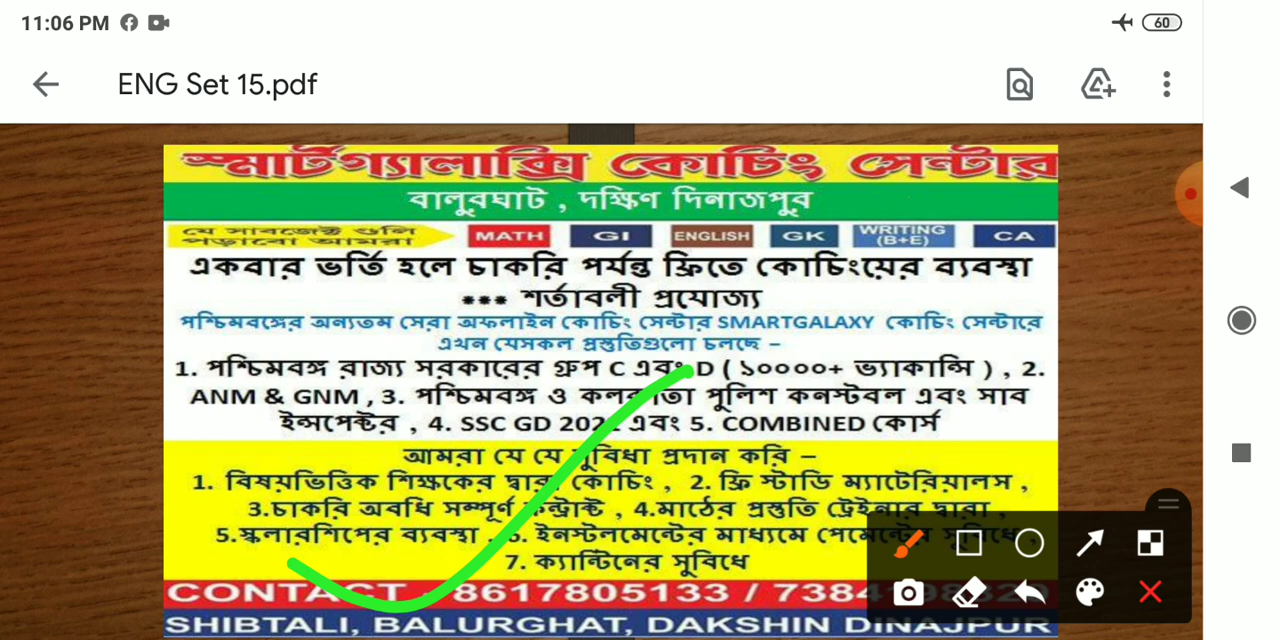 11:06 PM 60
ENG Set 15.pdf
স্মার্টগ্যালাক্সি কোচিং সেন্টার
বালুরঘাট , দক্ষিণ দিনাজপুর
যে সাবজেক্ট গুলি
পড়াবো আমরা
MATH GI ENGLISH GK WRITING (B+E) CA
একবার ভর্তি হলে চাকরি পর্যন্ত ফ্রিতে কোচিংয়ের ব্যবস্থা
*** শর্তাবলী প্রযোজ্য
পশ্চিমবঙ্গের অন্যতম সেরা অফলাইন কোচিং সেন্টার SMARTGALAXY কোচিং সেন্টারে
এখন যেসকল প্রস্তুতিগুলো চলছে –
1. পশ্চিমবঙ্গ রাজ্য সরকারের গ্রুপ C এবং D ( ১০০০০+ ভ্যাকান্সি ) , 2.
ANM & GNM , 3. পশ্চিমবঙ্গ ও কলকাতা পুলিশ কনস্টবল এবং সাব
ইন্সপেক্টর , 4. SSC GD 2021 এবং 5. COMBINED কোর্স
আমরা যে যে সুবিধা প্রদান করি –
1. বিষয়ভিত্তিক শিক্ষকের দ্বারা কোচিং , 2. ফ্রি স্টাডি ম্যাটেরিয়ালস ,
3.চাকরি অবধি সম্পূর্ণ কন্ট্রাক্ট , 4.মাঠের প্রস্তুতি ট্রেইনার দ্বারা ,
5.স্কলারশিপের ব্যবস্থা , 6. ইনস্টলমেন্টের মাধ্যমে পেমেন্টের সুবিধে ,
7. ক্যান্টিনের সুবিধে
CONTACT - 8617805133 /
SHIBTALI, BALURGHAT, DAKSHIN DINAJPUR